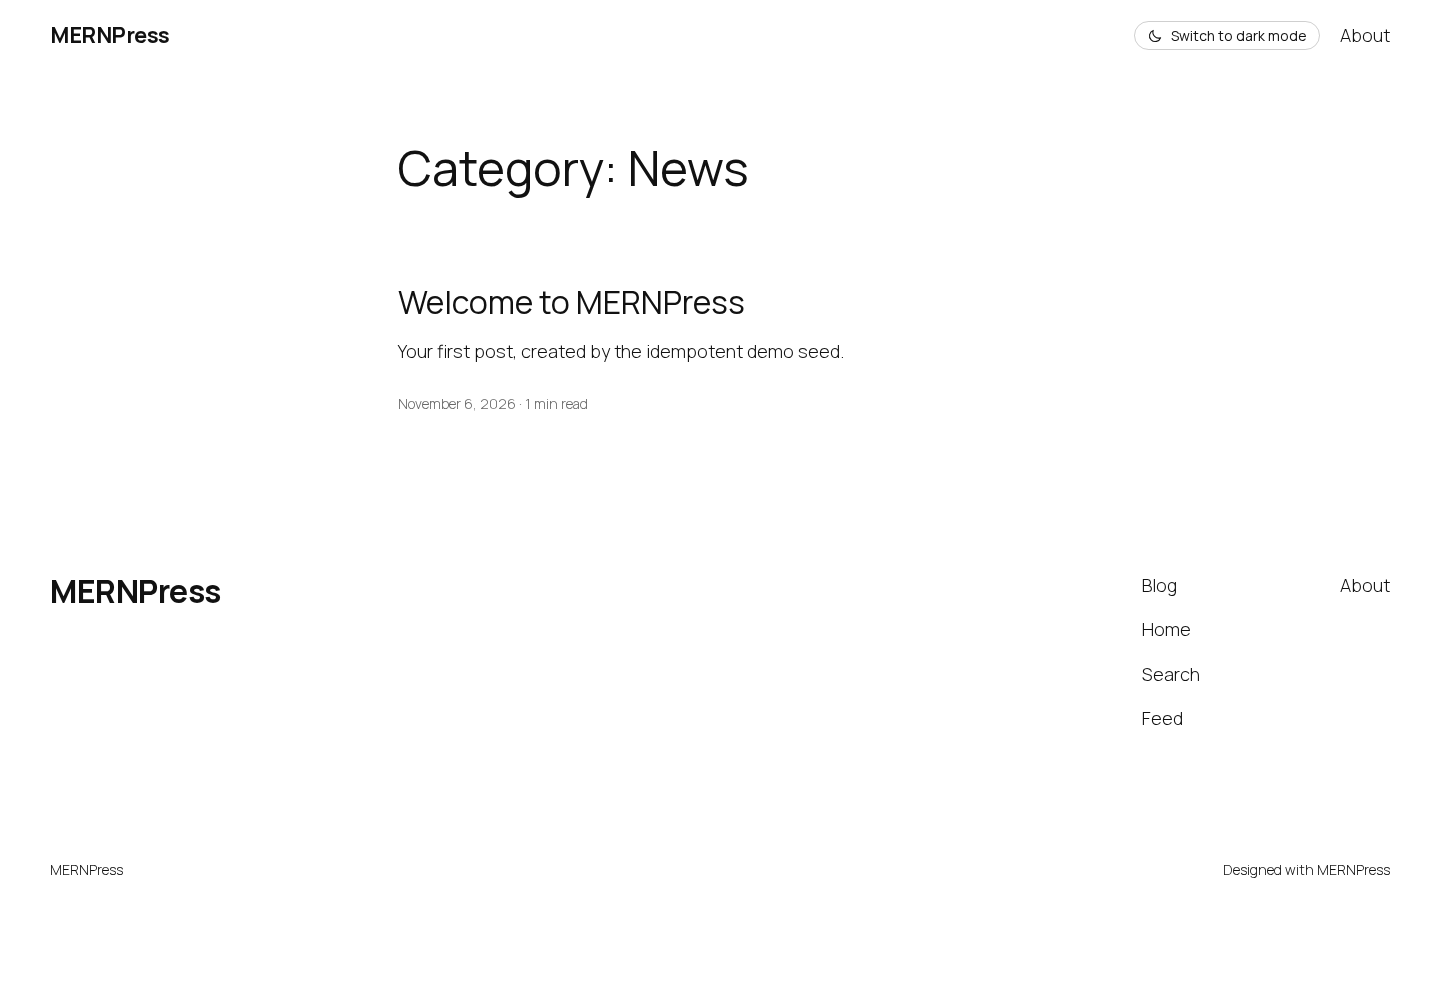 MERNPress
Switch to dark mode
About
Category: News
Welcome to MERNPress
Your first post, created by the idempotent demo seed.
November 6, 2026 · 1 min read
MERNPress
Blog
Home
Search
Feed
About
MERNPress
Designed with MERNPress